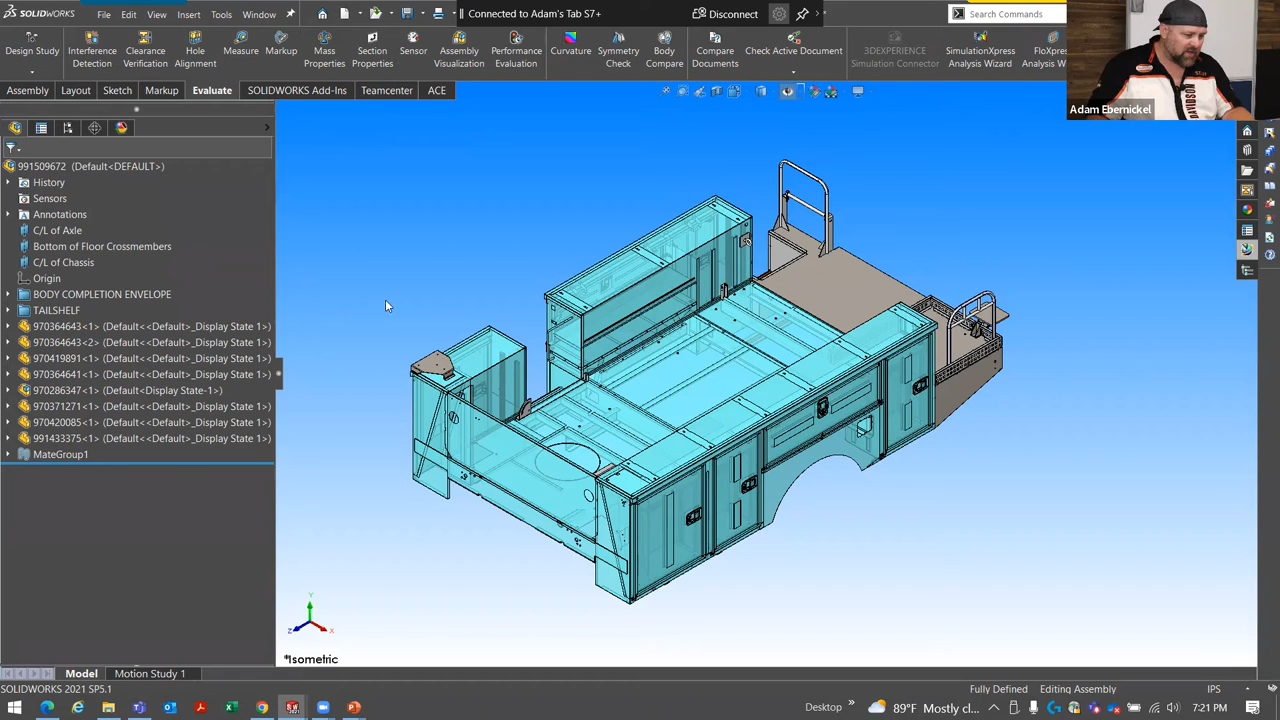 SOLIDWORKS
File Edit View Insert Tools Window
Connected to Adam's Tab S7+
Disconnect
Search Commands
Design Study
Interference Detection
Clearance Verification
Hole Alignment
Measure
Markup
Mass Properties
Section Properties
Sensor
Assembly Visualization
Performance Evaluation
Curvature
Symmetry Check
Body Compare
Compare Documents
Check Active Document
3DEXPERIENCE Simulation Connector
SimulationXpress Analysis Wizard
Adam Ebernickel
Assembly Layout Sketch Markup Evaluate SOLIDWORKS Add-Ins Teamcenter ACE
991509672 (Default<DEFAULT>)
History
Sensors
Annotations
C/L of Axle
Bottom of Floor Crossmembers
C/L of Chassis
Origin
BODY COMPLETION ENVELOPE
TAILSHELF
970364643<1> (Default<<Default>_Display State 1>)
970364643<2> (Default<<Default>_Display State 1>)
970419891<1> (Default<<Default>_Display State 1>)
970364641<1> (Default<<Default>_Display State 1>)
970286347<1> (Default<Display State-1>)
970371271<1> (Default<<Default>_Display State 1>)
970420085<1> (Default<<Default>_Display State 1>)
991433375<1> (Default<<Default>_Display State 1>)
MateGroup1
Y
Z
X
*Isometric
Model Motion Study 1
SOLIDWORKS 2021 SP5.1
Fully Defined Editing Assembly IPS
Desktop
89°F Mostly cl...
7:21 PM